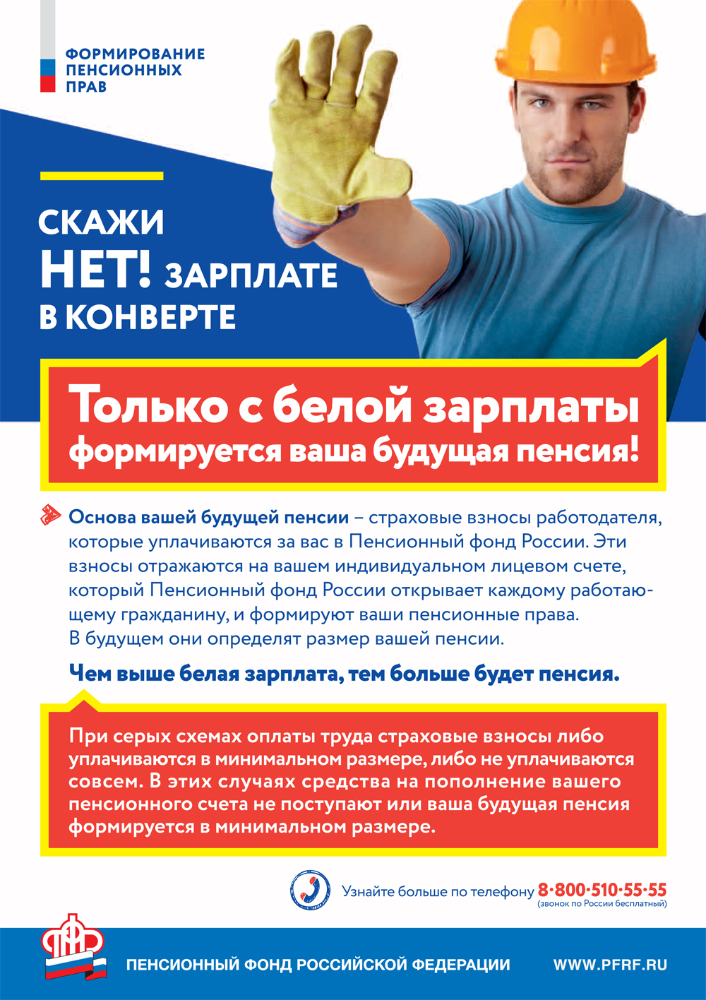 ФОРМИРОВАНИЕ
ПЕНСИОННЫХ
ПРАВ
СКАЖИ
НЕТ! ЗАРПЛАТЕ
В КОНВЕРТЕ
Только с белой зарплаты
формируется ваша будущая пенсия!
Основа вашей будущей пенсии – страховые взносы работодателя,
которые уплачиваются за вас в Пенсионный фонд России. Эти
взносы отражаются на вашем индивидуальном лицевом счете,
который Пенсионный фонд России открывает каждому работаю-
щему гражданину, и формируют ваши пенсионные права.
В будущем они определят размер вашей пенсии.
Чем выше белая зарплата, тем больше будет пенсия.
При серых схемах оплаты труда страховые взносы либо
уплачиваются в минимальном размере, либо не уплачиваются
совсем. В этих случаях средства на пополнение вашего
пенсионного счета не поступают или ваша будущая пенсия
формируется в минимальном размере.
Узнайте больше по телефону 8·800·510·55·55
(звонок по России бесплатный)
ПЕНСИОННЫЙ ФОНД РОССИЙСКОЙ ФЕДЕРАЦИИ WWW.PFRF.RU